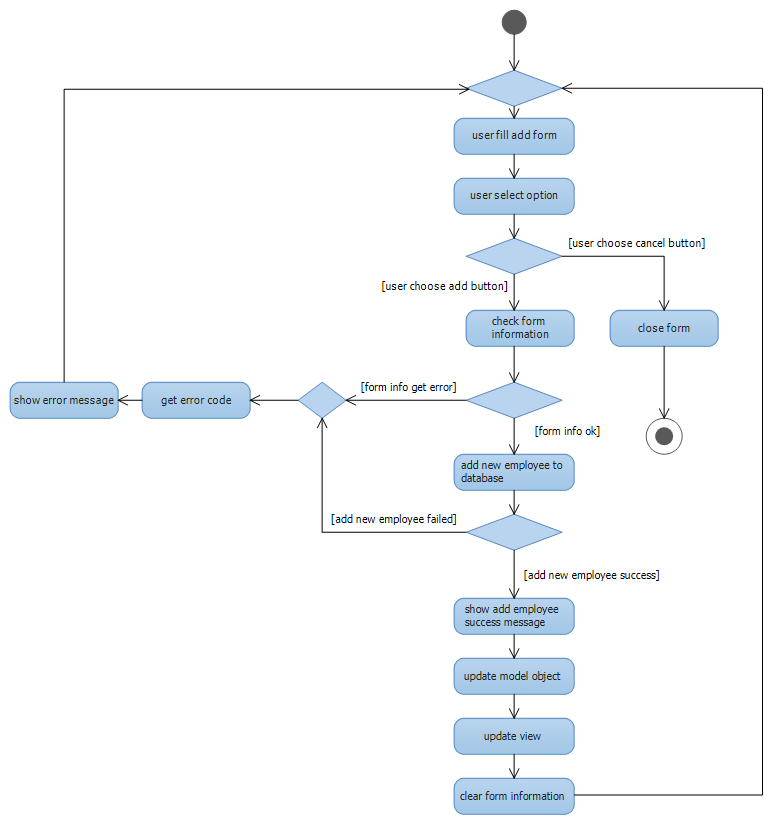 user fill add form
user select option
[user choose cancel button]
[user choose add button]
check form
information
close form
[form info get error]
show error message
get error code
[form info ok]
add new employee to
database
[add new employee failed]
[add new employee success]
show add employee
success message
update model object
update view
clear form information